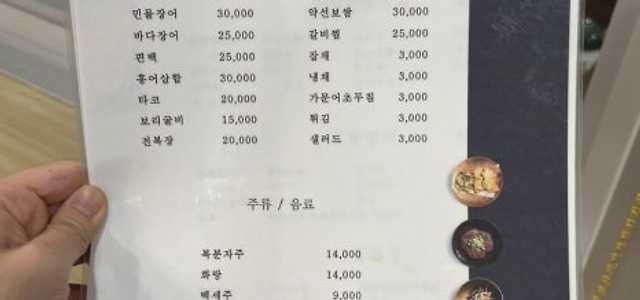 민물장어 30,000 약선보쌈 30,000
바다장어 25,000 갈비찜 25,000
편백 25,000 잡채 3,000
홍어삼합 30,000 냉채 3,000
타코 20,000 가문어초무침 3,000
보리굴비 15,000 튀김 3,000
전복장 20,000 샐러드 3,000
주류 / 음료
복분자주 14,000
화랑 14,000
백세주 9,000